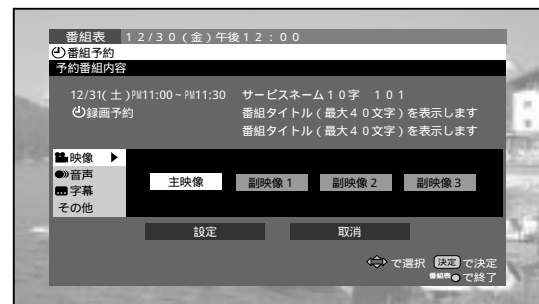 番組表 12/30(金)午後12:00
番組予約
予約番組内容
12/31(土)PM11:00~PM11:30 サービスネーム10字 101
録画予約 番組タイトル(最大40文字)を表示します
番組タイトル(最大40文字)を表示します
映像 ▶
音声
主映像 副映像1 副映像2 副映像3
字幕
その他
設定 取消
で選択 決定 で決定
番組表 で終了